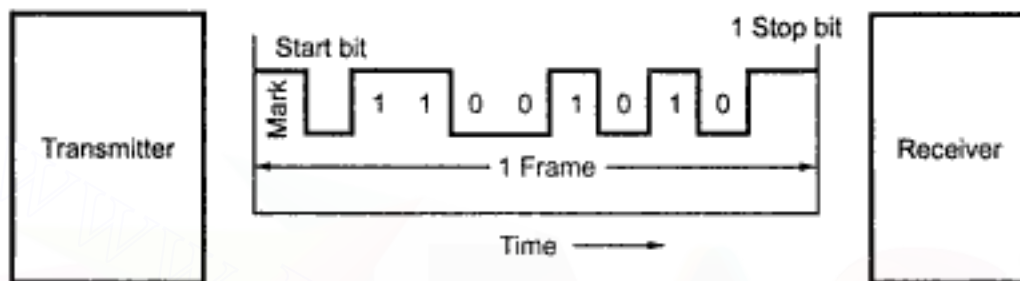 1 Stop bit
Start bit
Mark
1 1 0 0 1 0 1 0
Transmitter
Receiver
1 Frame
Time